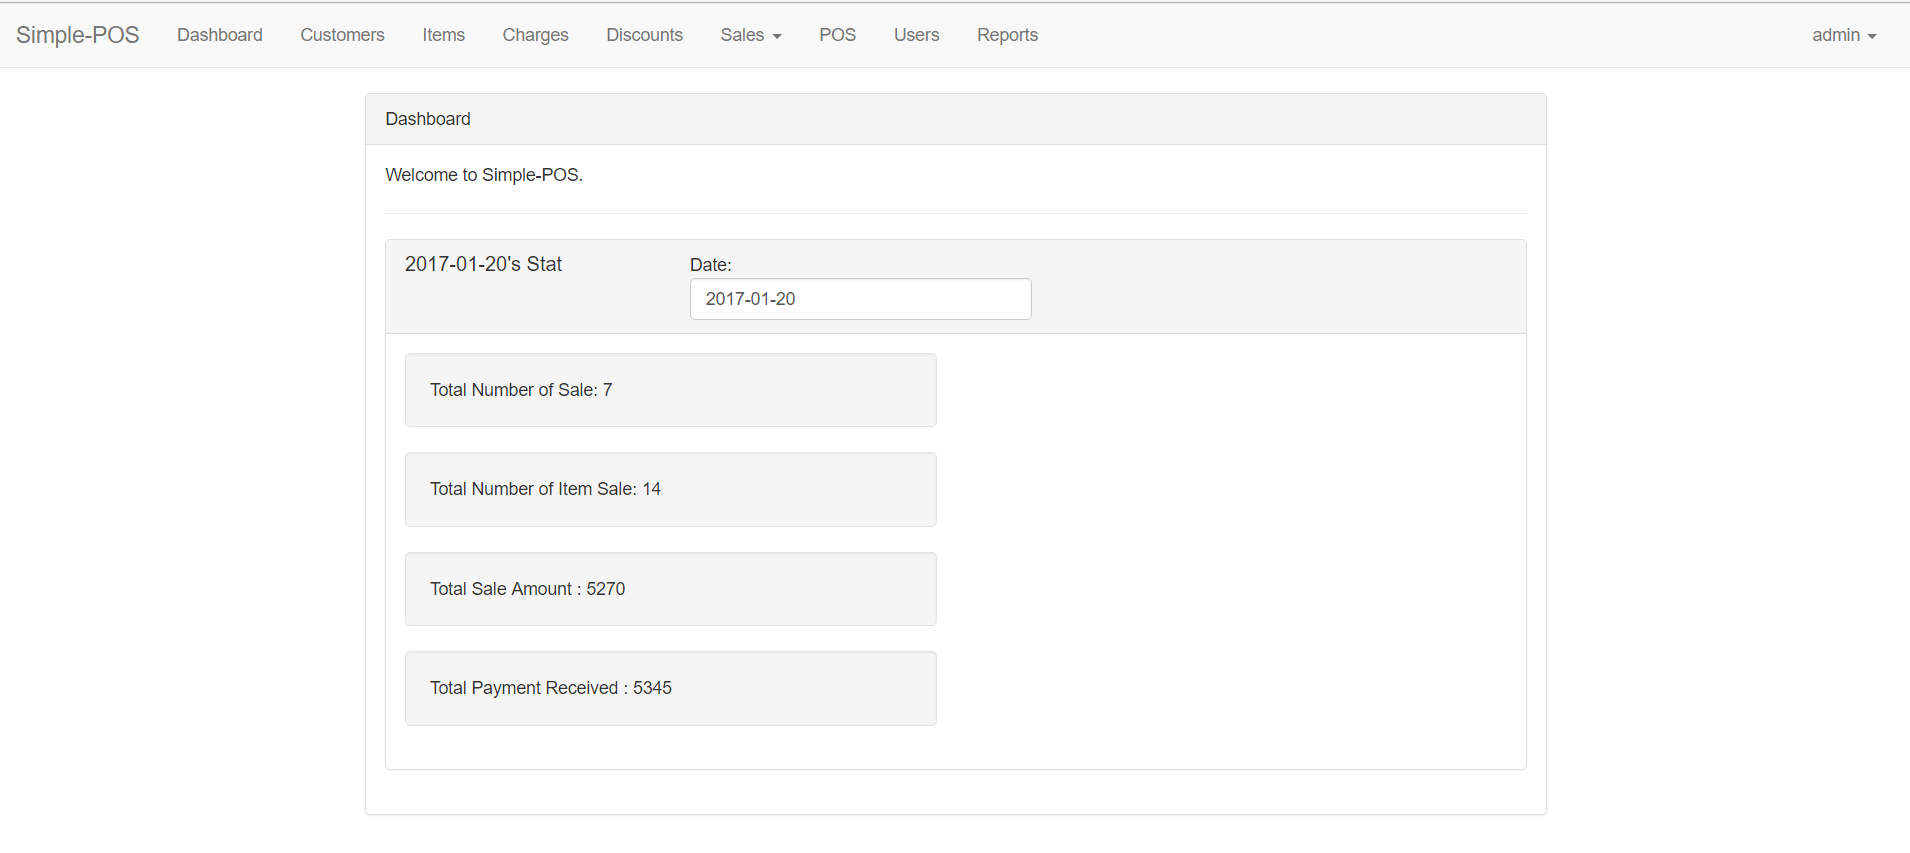 Simple-POS Dashboard Customers Items Charges Discounts Sales POS Users Reports admin
Dashboard
Welcome to Simple-POS.
2017-01-20's Stat Date:
2017-01-20
Total Number of Sale: 7
Total Number of Item Sale: 14
Total Sale Amount : 5270
Total Payment Received : 5345